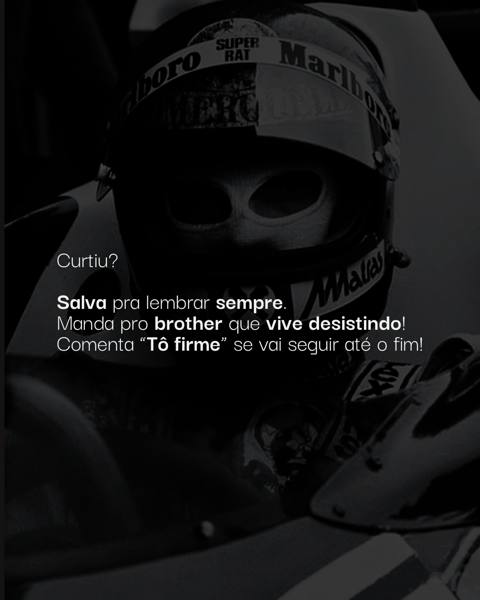 SUPER
RAT
Marlboro
Marlboro
Curtiu?
Salva pra lembrar sempre.
Manda pro brother que vive desistindo!
Comenta “Tô firme” se vai seguir até o fim!